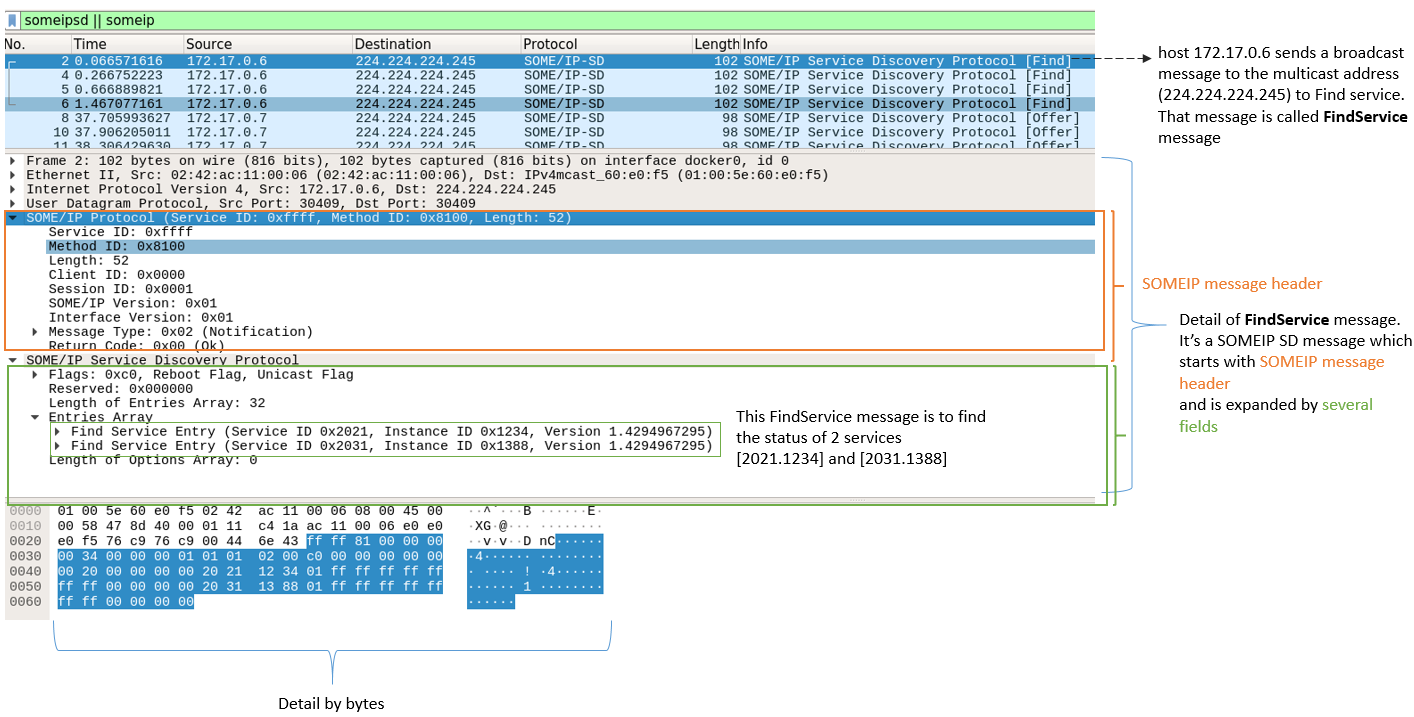 someipsd || someip
No. Time Source Destination Protocol Length Info
2 0.066571616 172.17.0.6 224.224.224.245 SOME/IP-SD 102 SOME/IP Service Discovery Protocol [Find]
4 0.266752223 172.17.0.6 224.224.224.245 SOME/IP-SD 102 SOME/IP Service Discovery Protocol [Find]
5 0.666889821 172.17.0.6 224.224.224.245 SOME/IP-SD 102 SOME/IP Service Discovery Protocol [Find]
6 1.467077161 172.17.0.6 224.224.224.245 SOME/IP-SD 102 SOME/IP Service Discovery Protocol [Find]
8 37.705993627 172.17.0.7 224.224.224.245 SOME/IP-SD 98 SOME/IP Service Discovery Protocol [Offer]
10 37.906205011 172.17.0.7 224.224.224.245 SOME/IP-SD 98 SOME/IP Service Discovery Protocol [Offer]
11 38.306429630 172.17.0.7 224.224.224.245 SOME/IP-SD 98 SOME/IP Service Discovery Protocol [Offer]
host 172.17.0.6 sends a broadcast
message to the multicast address
(224.224.224.245) to Find service.
That message is called FindService
message
Frame 2: 102 bytes on wire (816 bits), 102 bytes captured (816 bits) on interface docker0, id 0
Ethernet II, Src: 02:42:ac:11:00:06 (02:42:ac:11:00:06), Dst: IPv4mcast_60:e0:f5 (01:00:5e:60:e0:f5)
Internet Protocol Version 4, Src: 172.17.0.6, Dst: 224.224.224.245
User Datagram Protocol, Src Port: 30409, Dst Port: 30409
SOME/IP Protocol (Service ID: 0xffff, Method ID: 0x8100, Length: 52)
Service ID: 0xffff
Method ID: 0x8100
Length: 52
Client ID: 0x0000
Session ID: 0x0001
SOME/IP Version: 0x01
Interface Version: 0x01
Message Type: 0x02 (Notification)
Return Code: 0x00 (Ok)
SOMEIP message header
Detail of FindService message.
It’s a SOMEIP SD message which
starts with SOMEIP message
header
and is expanded by several
fields
SOME/IP Service Discovery Protocol
Flags: 0xc0, Reboot Flag, Unicast Flag
Reserved: 0x000000
Length of Entries Array: 32
Entries Array
Find Service Entry (Service ID 0x2021, Instance ID 0x1234, Version 1.4294967295)
Find Service Entry (Service ID 0x2031, Instance ID 0x1388, Version 1.4294967295)
Length of Options Array: 0
This FindService message is to find
the status of 2 services
[2021.1234] and [2031.1388]
0000 01 00 5e 60 e0 f5 02 42 ac 11 00 06 08 00 45 00 ··^`···B ······E·
0010 00 58 47 8d 40 00 01 11 c4 1a ac 11 00 06 e0 e0 ·XG·@··· ········
0020 e0 f5 76 c9 76 c9 00 44 6e 43 ff ff 81 00 00 00 ··v·v··D nC······
0030 00 34 00 00 00 01 01 01 02 00 c0 00 00 00 00 00 ·4······ ········
0040 00 20 00 00 00 00 20 21 12 34 01 ff ff ff ff ff · ···· ! ·4······
0050 ff ff 00 00 00 00 20 31 13 88 01 ff ff ff ff ff ······ 1 ········
0060 ff ff 00 00 00 00 ······
Detail by bytes